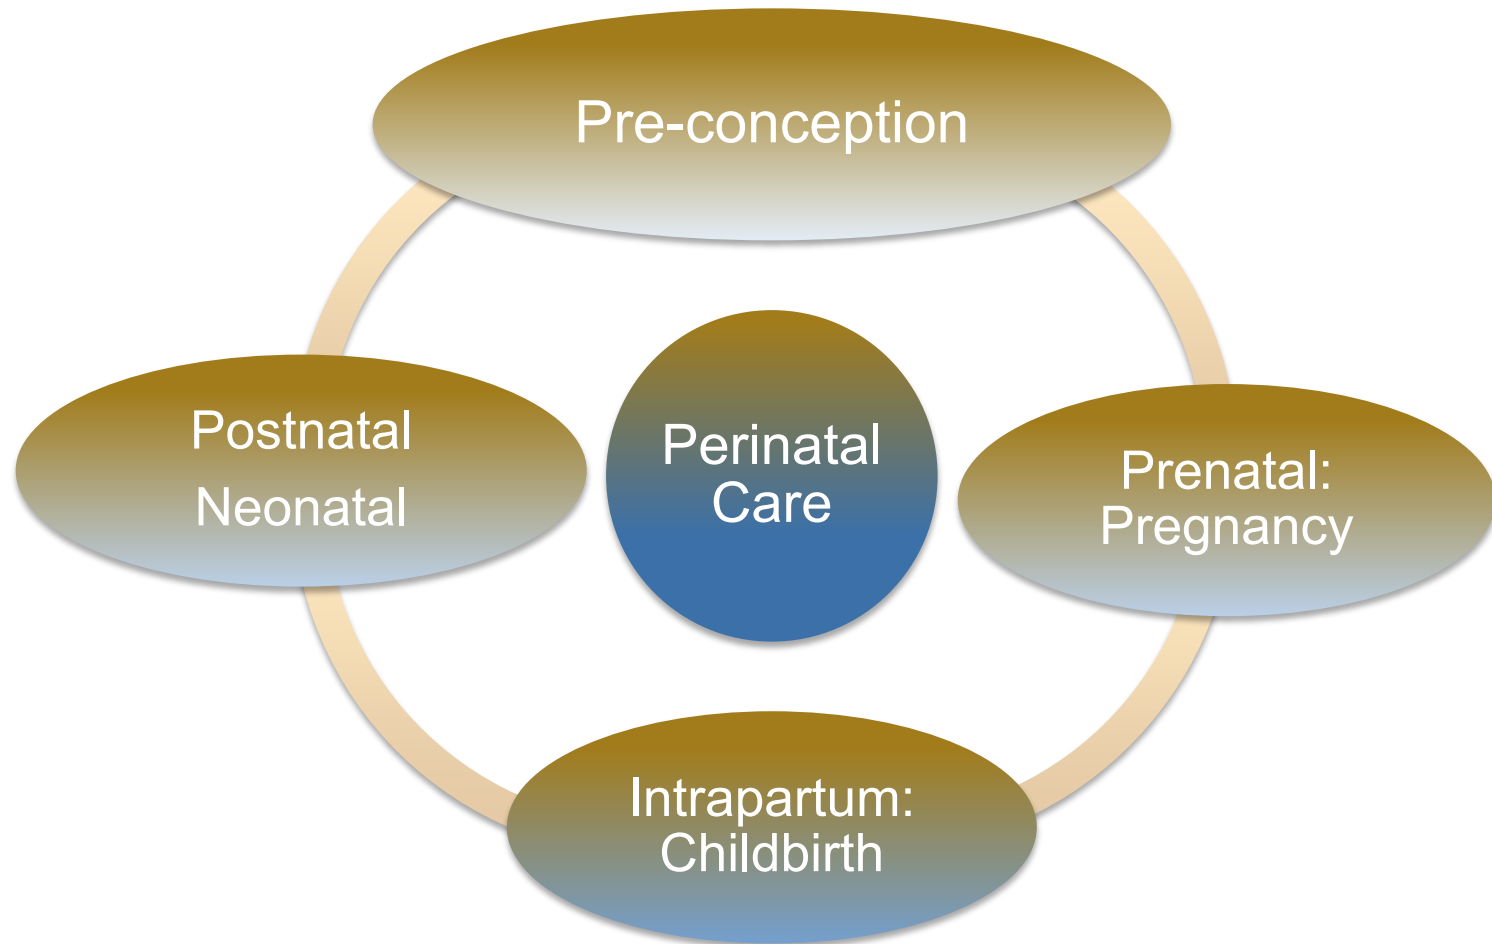 Pre-conception
Postnatal
Neonatal
Perinatal
Care
Prenatal:
Pregnancy
Intrapartum:
Childbirth